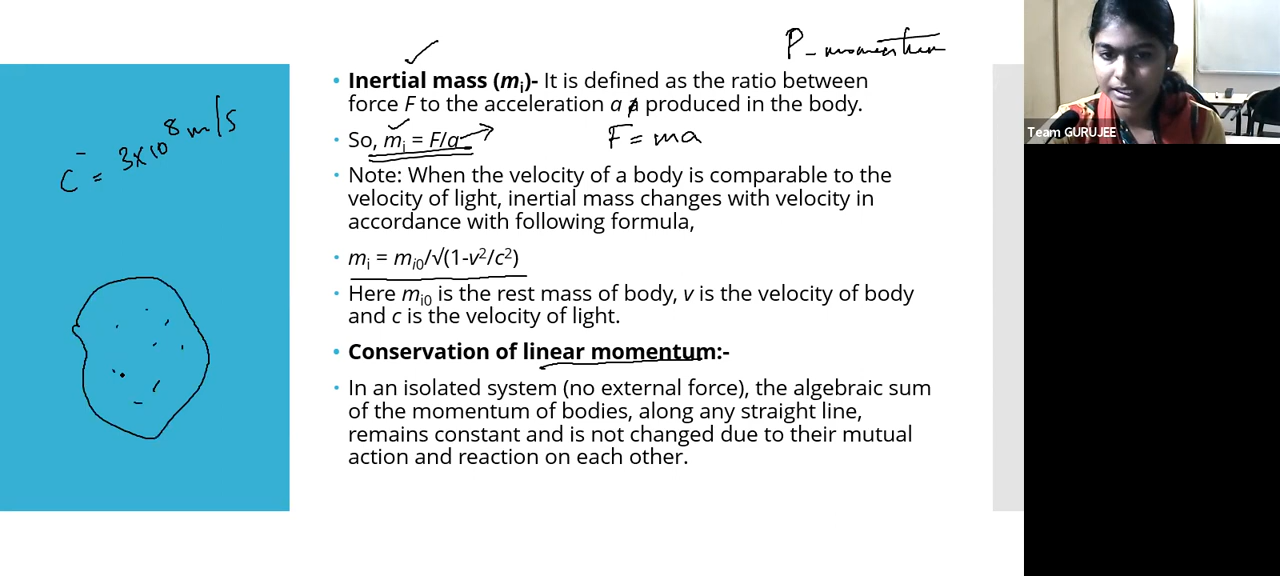 P - momentum
• Inertial mass (mi)- It is defined as the ratio between
force F to the acceleration a produced in the body.
• So, mi = F/a
F = ma
• Note: When the velocity of a body is comparable to the
velocity of light, inertial mass changes with velocity in
accordance with following formula,
• mi = mi0/√(1-v²/c²)
• Here mi0 is the rest mass of body, v is the velocity of body
and c is the velocity of light.
• Conservation of linear momentum:-
• In an isolated system (no external force), the algebraic sum
of the momentum of bodies, along any straight line,
remains constant and is not changed due to their mutual
action and reaction on each other.
C = 3×10⁸ m/s
Team GURUJEE